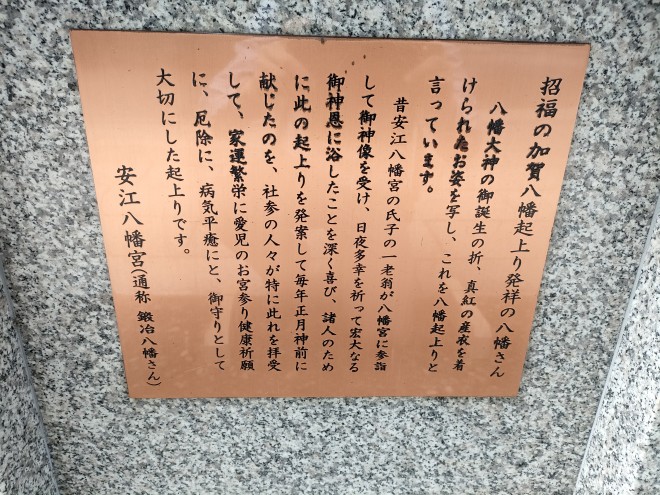 招福の加賀八幡起上り発祥の八幡さん
八幡大神の御誕生の折、真紅の産衣を着
けられたお姿を写し、これを八幡起上りと
言っています。
昔安江八幡宮の氏子の一老翁が八幡宮に参詣
して御神像を受け、日夜多幸を祈って宏大なる
御神恩に浴したことを深く喜び、諸人のため
に此の起上りを発案して毎年正月神前に
献じたのを、社参の人々が特に此れを拝受
して、家運繁栄に愛児のお宮参り健康祈願
に、厄除に、病気平癒にと、御守りとして
大切にした起上りです。
安江八幡宮(通称 鍛冶八幡さん)